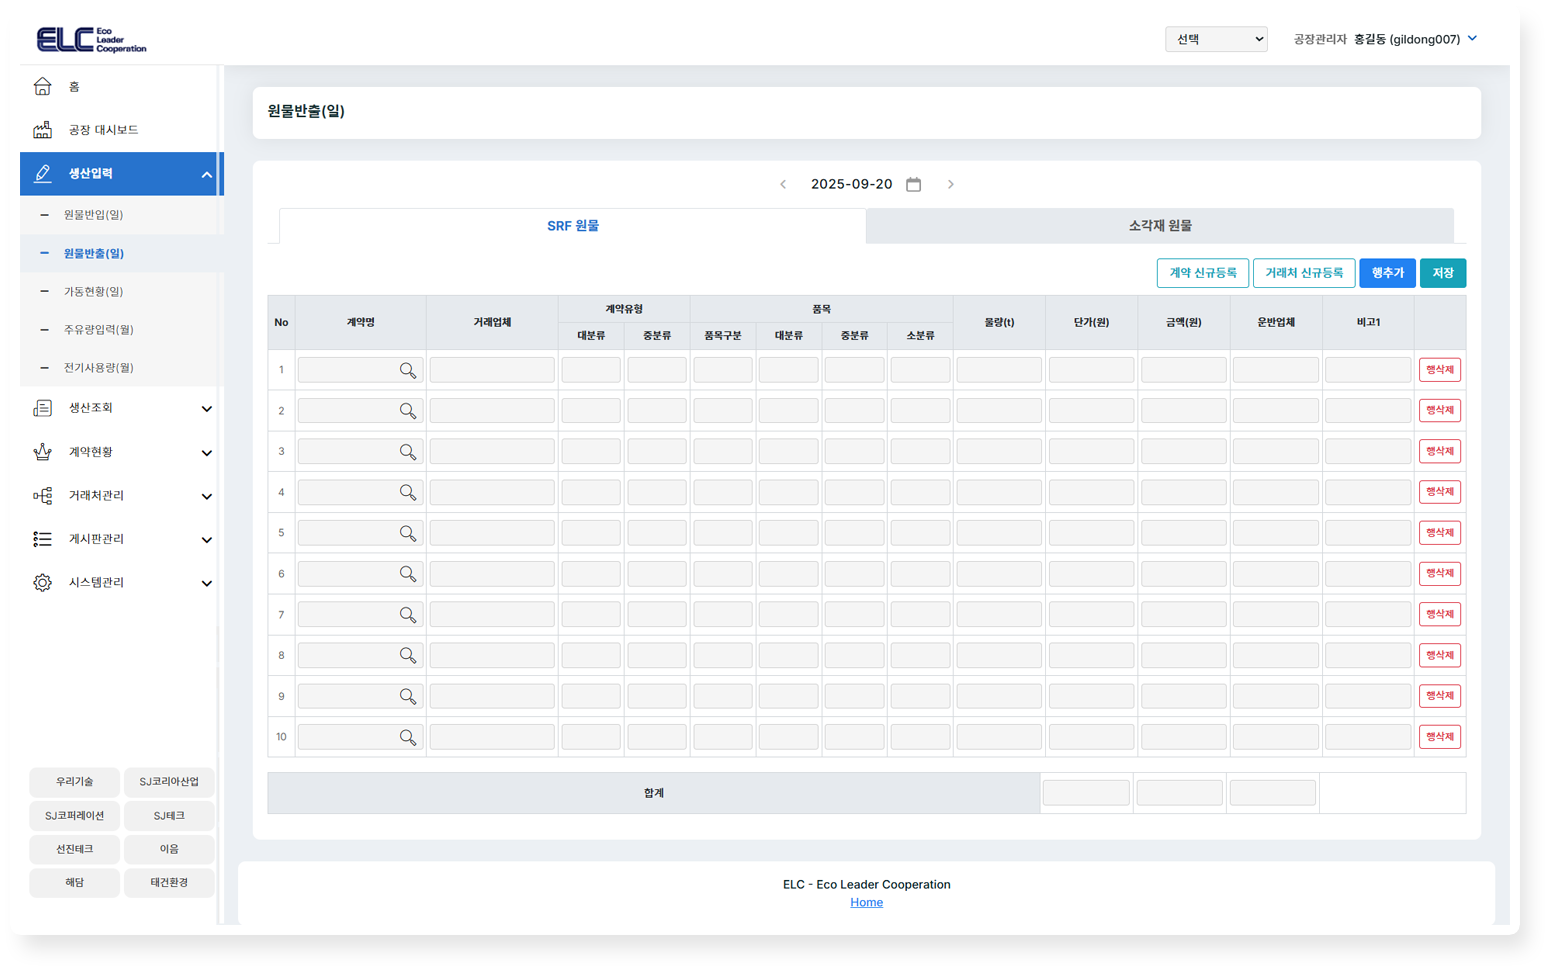 ELC Eco
Leader
Cooperation
선택
공장관리자 홍길동 (gildong007)
홈
공장 대시보드
생산입력
원물반입(일)
원물반출(일)
가동현황(일)
주유량입력(월)
전기사용량(월)
생산조회
계약현황
거래처관리
게시판관리
시스템관리
우리기술 SJ코리아산업
SJ코퍼레이션 SJ테크
선진테크 이음
해담 태건환경
원물반출(일)
2025-09-20
SRF 원물 소각재 원물
계약 신규등록 거래처 신규등록 행추가 저장
No 계약명 거래업체 계약유형 품목 물량(t) 단가(원) 금액(원) 운반업체 비고1
대분류 중분류 품목구분 대분류 중분류 소분류
1 행삭제
2 행삭제
3 행삭제
4 행삭제
5 행삭제
6 행삭제
7 행삭제
8 행삭제
9 행삭제
10 행삭제
합계
ELC - Eco Leader Cooperation
Home